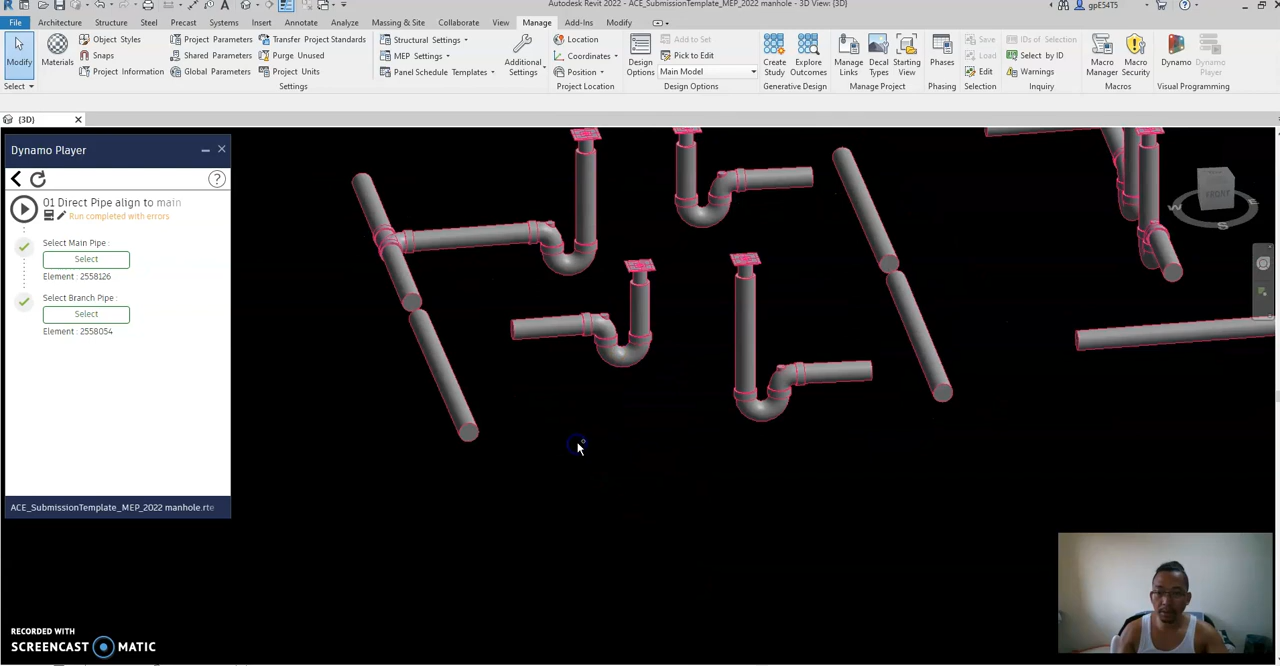 Autodesk Revit 2022 - ACE_SubmissionTemplate_MEP_2022 manhole - 3D View: {3D}
gpE54T5
File Architecture Structure Steel Precast Systems Insert Annotate Analyze Massing & Site Collaborate View Manage Add-Ins Modify
Modify
Select
Materials
Object Styles
Snaps
Project Information
Project Parameters
Shared Parameters
Global Parameters
Transfer Project Standards
Purge Unused
Project Units
Settings
Structural Settings
MEP Settings
Panel Schedule Templates
Additional Settings
Location
Coordinates
Position
Project Location
Design Options
Add to Set
Pick to Edit
Main Model
Design Options
Create Study
Explore Outcomes
Generative Design
Manage Links
Decal Types
Starting View
Manage Project
Phases
Phasing
Save
Load
Edit
Selection
IDs of Selection
Select by ID
Warnings
Inquiry
Macro Manager
Macro Security
Macros
Dynamo
Dynamo Player
Visual Programming
{3D}
Dynamo Player
01 Direct Pipe align to main
Run completed with errors
Select Main Pipe :
Select
Element : 2558126
Select Branch Pipe :
Select
Element : 2558054
ACE_SubmissionTemplate_MEP_2022 manhole.rte
FRONT
W
E
S
RECORDED WITH
SCREENCAST MATIC